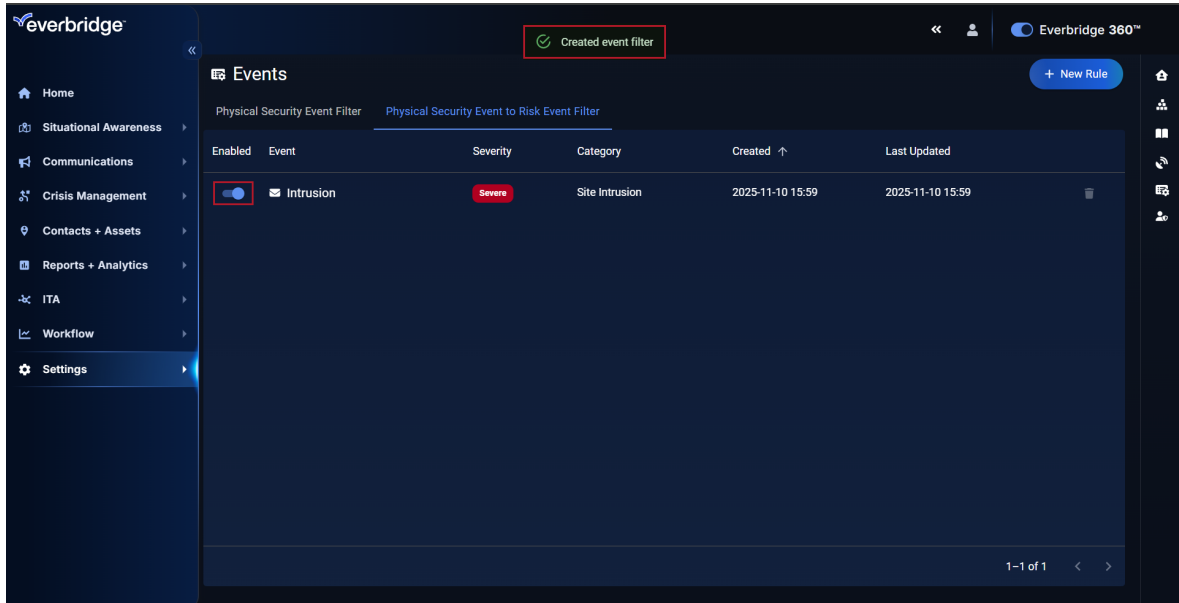 everbridge™
Created event filter
Everbridge 360™
Events
+ New Rule
Home
Situational Awareness
Communications
Crisis Management
Contacts + Assets
Reports + Analytics
ITA
Workflow
Settings
Physical Security Event Filter
Physical Security Event to Risk Event Filter
Enabled Event Severity Category Created ↑ Last Updated
Intrusion Severe Site Intrusion 2025-11-10 15:59 2025-11-10 15:59
1–1 of 1